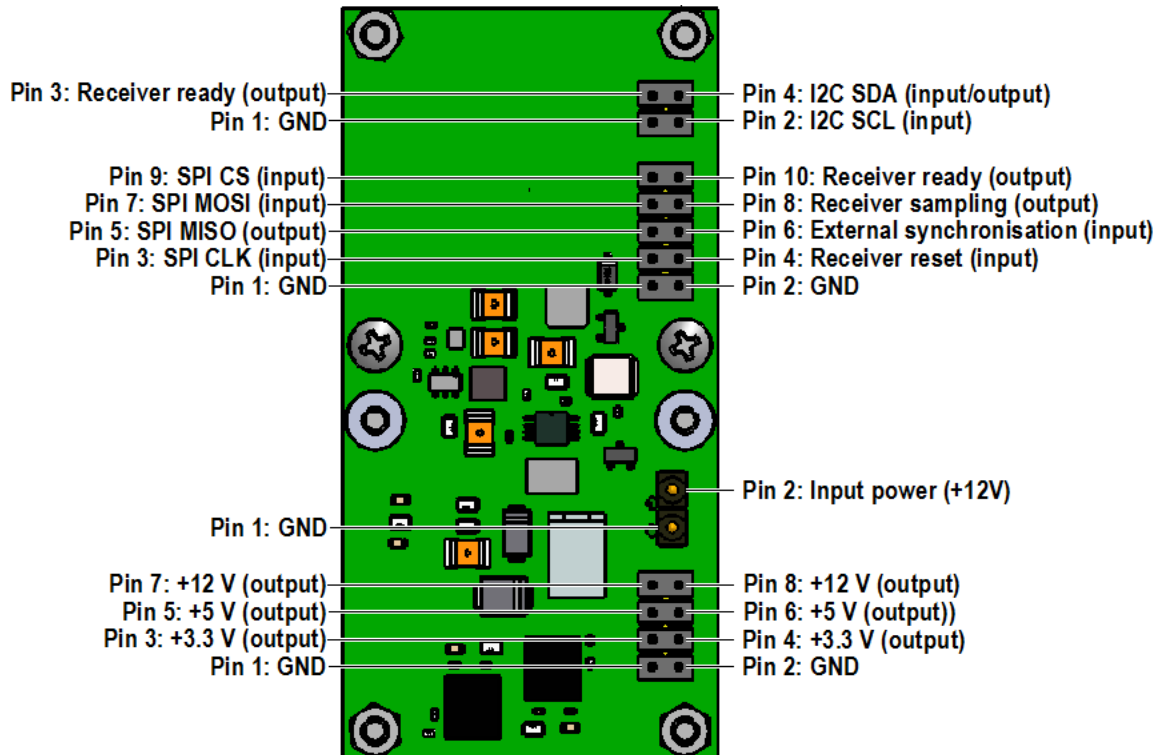 Pin 3: Receiver ready (output)
Pin 4: I2C SDA (input/output)
Pin 1: GND
Pin 2: I2C SCL (input)
Pin 9: SPI CS (input)
Pin 10: Receiver ready (output)
Pin 7: SPI MOSI (input)
Pin 8: Receiver sampling (output)
Pin 5: SPI MISO (output)
Pin 6: External synchronisation (input)
Pin 3: SPI CLK (input)
Pin 4: Receiver reset (input)
Pin 1: GND
Pin 2: GND
Pin 2: Input power (+12V)
Pin 1: GND
Pin 7: +12 V (output)
Pin 8: +12 V (output)
Pin 5: +5 V (output)
Pin 6: +5 V (output))
Pin 3: +3.3 V (output)
Pin 4: +3.3 V (output)
Pin 1: GND
Pin 2: GND